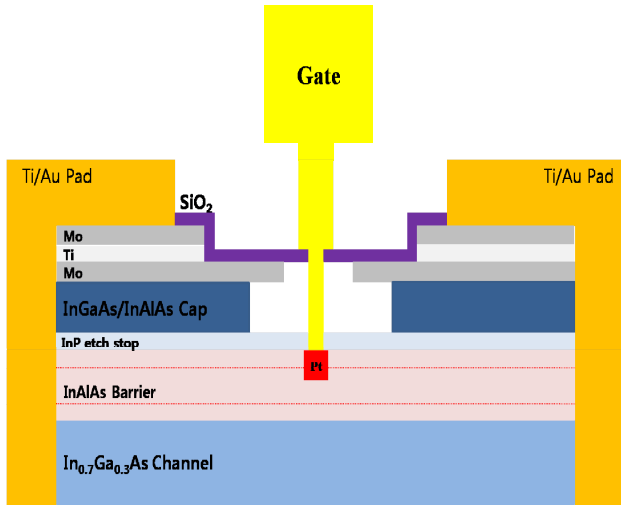 Gate
Ti/Au Pad
Ti/Au Pad
SiO₂
Mo
Ti
Mo
InGaAs/InAlAs Cap
InP etch stop
Pt
InAlAs Barrier
In₀.₇Ga₀.₃As Channel